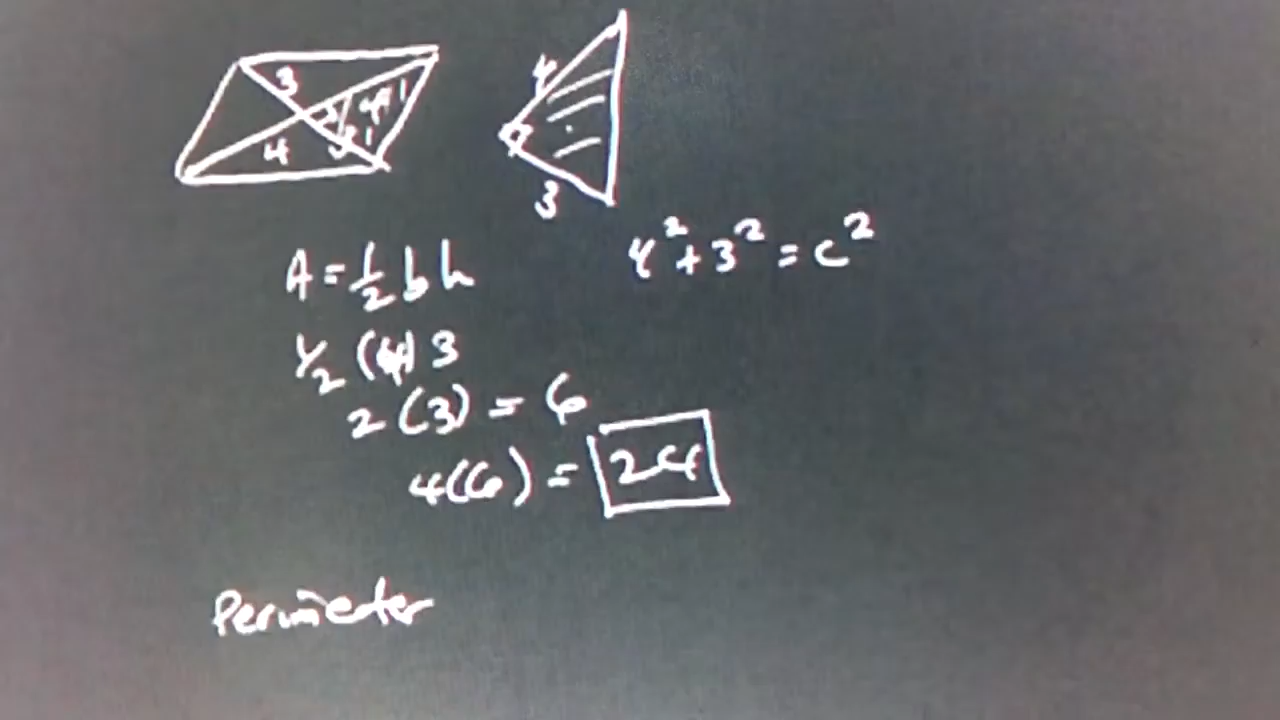 3
4
4
3
A = 1/2 b h
4² + 3² = c²
1/2 (4) 3
2 (3) = 6
4(6) = 24
Perimeter